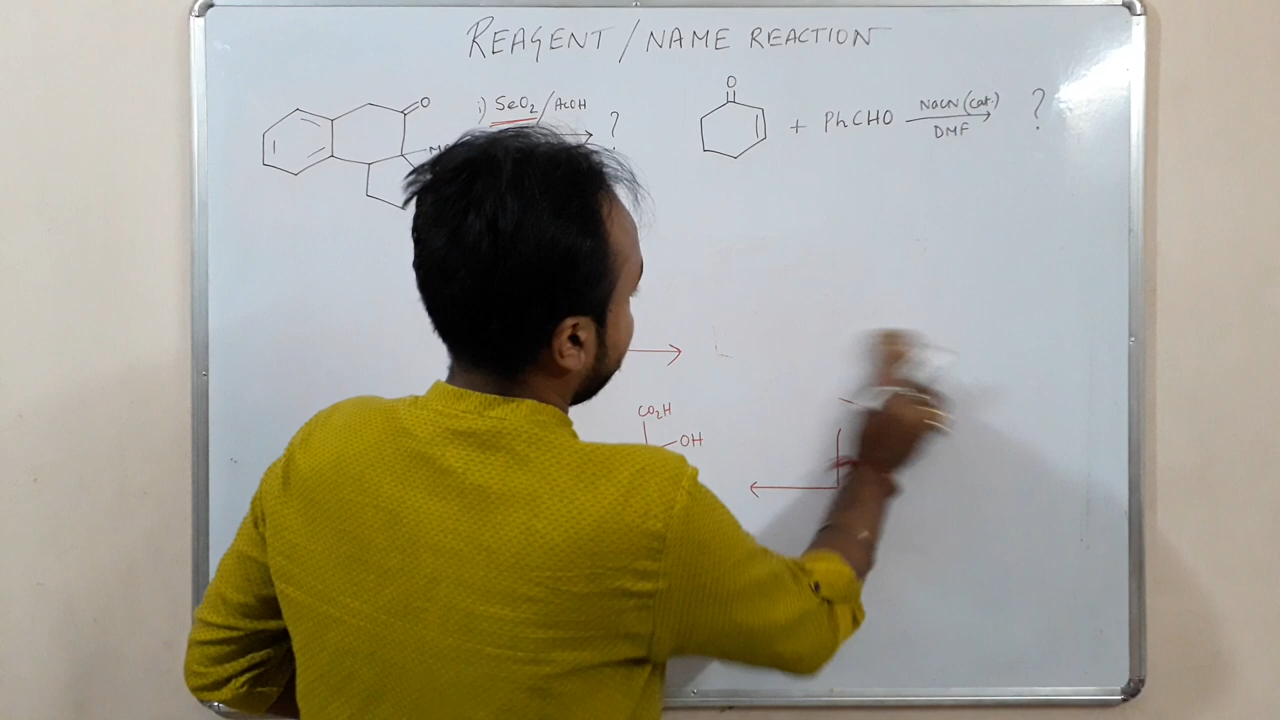 REAGENT / NAME REACTION
O
i) SeO2/AcOH
?
O
+ PhCHO
NaCN (cat.)
DMF
?
CO2H
OH